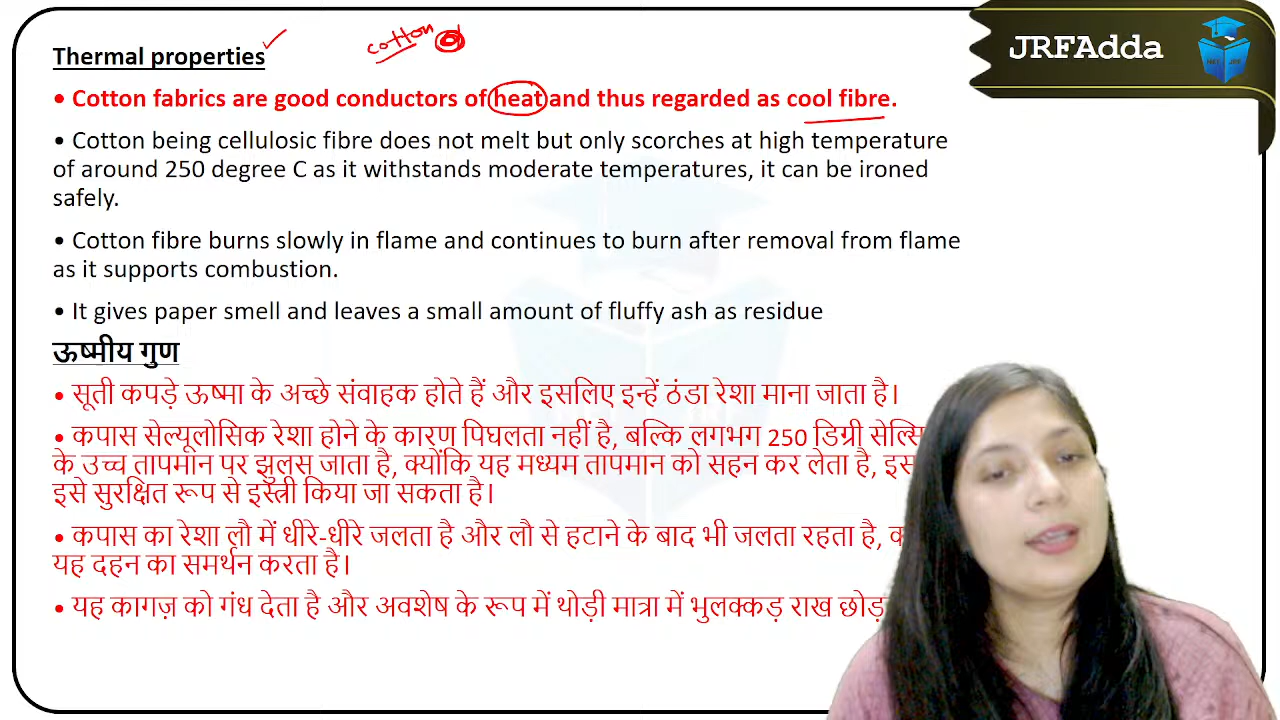 cotton
Thermal properties
JRFAdda
NET JRF
• Cotton fabrics are good conductors of heat and thus regarded as cool fibre.
• Cotton being cellulosic fibre does not melt but only scorches at high temperature
of around 250 degree C as it withstands moderate temperatures, it can be ironed
safely.
• Cotton fibre burns slowly in flame and continues to burn after removal from flame
as it supports combustion.
• It gives paper smell and leaves a small amount of fluffy ash as residue
ऊष्मीय गुण
• सूती कपड़े ऊष्मा के अच्छे संवाहक होते हैं और इसलिए इन्हें ठंडा रेशा माना जाता है।
• कपास सेल्यूलोसिक रेशा होने के कारण पिघलता नहीं है, बल्कि लगभग 250 डिग्री
के उच्च तापमान पर झुलस जाता है, क्योंकि यह मध्यम तापमान को सहन कर लेता है,
इसे सुरक्षित रूप से इस्त्री किया जा सकता है।
• कपास का रेशा लौ में धीरे-धीरे जलता है और लौ से हटाने के बाद भी जलता रहता है,
यह दहन का समर्थन करता है।
• यह कागज़ को गंध देता है और अवशेष के रूप में थोड़ी मात्रा में भुलक्कड़ राख